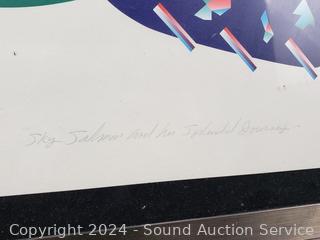 Sky Salmon and his Splendid Journey
Copyright 2024 - Sound Auction Service